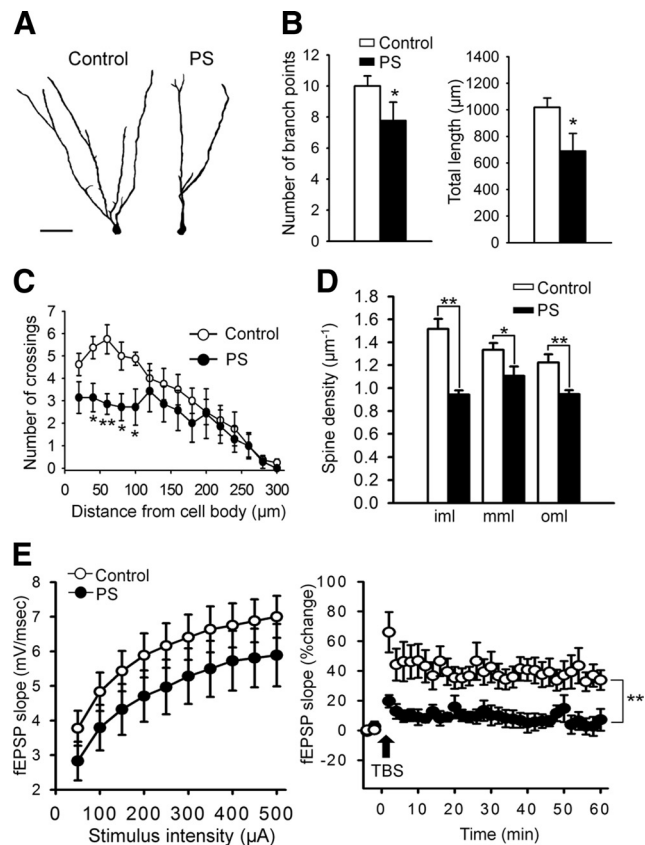 A
Control PS
B
Control
PS
Number of branch points
12
10
8
6
4
2
0
*
Total length (µm)
1400
1200
1000
800
600
400
200
0
*
C
Number of crossings
7
6
5
4
3
2
1
0
Control
PS
* ** * *
0 50 100 150 200 250 300
Distance from cell body (µm)
D
Control
PS
Spine density (µm-1)
1.8
1.6
1.4
1.2
1.0
0.8
0.6
0.4
0.2
0.0
** * **
iml mml oml
E
Control
PS
fEPSP slope (mV/msec)
8
7
6
5
4
3
2
0 100 200 300 400 500
Stimulus intensity (µA)
fEPSP slope (%change)
100
80
60
40
20
0
-20
TBS
**
0 10 20 30 40 50 60
Time (min)